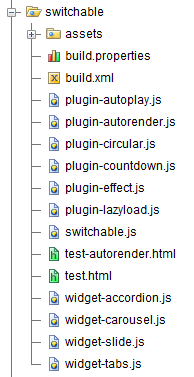 switchable
assets
build.properties
build.xml
plugin-autoplay.js
plugin-autorender.js
plugin-circular.js
plugin-countdown.js
plugin-effect.js
plugin-lazyload.js
switchable.js
test-autorender.html
test.html
widget-accordion.js
widget-carousel.js
widget-slide.js
widget-tabs.js